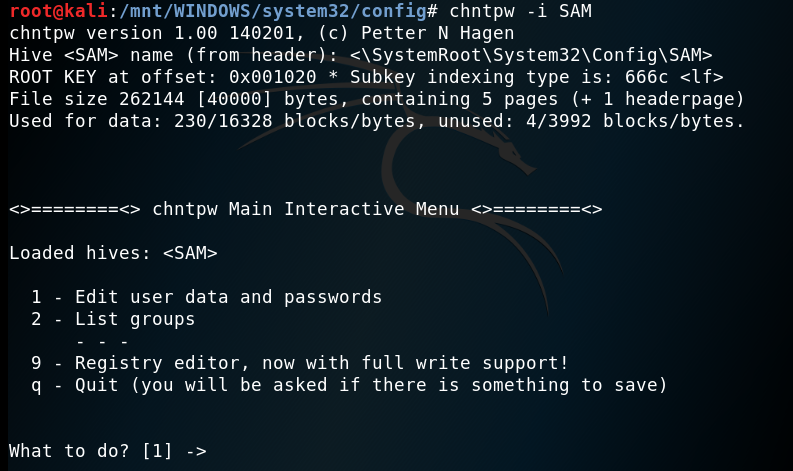 root@kali:/mnt/WINDOWS/system32/config# chntpw -i SAM
chntpw version 1.00 140201, (c) Petter N Hagen
Hive <SAM> name (from header): <\SystemRoot\System32\Config\SAM>
ROOT KEY at offset: 0x001020 * Subkey indexing type is: 666c <lf>
File size 262144 [40000] bytes, containing 5 pages (+ 1 headerpage)
Used for data: 230/16328 blocks/bytes, unused: 4/3992 blocks/bytes.
<>========<> chntpw Main Interactive Menu <>========<>
Loaded hives: <SAM>
  1 - Edit user data and passwords
  2 - List groups
      - - -
  9 - Registry editor, now with full write support!
  q - Quit (you will be asked if there is something to save)
What to do? [1] ->